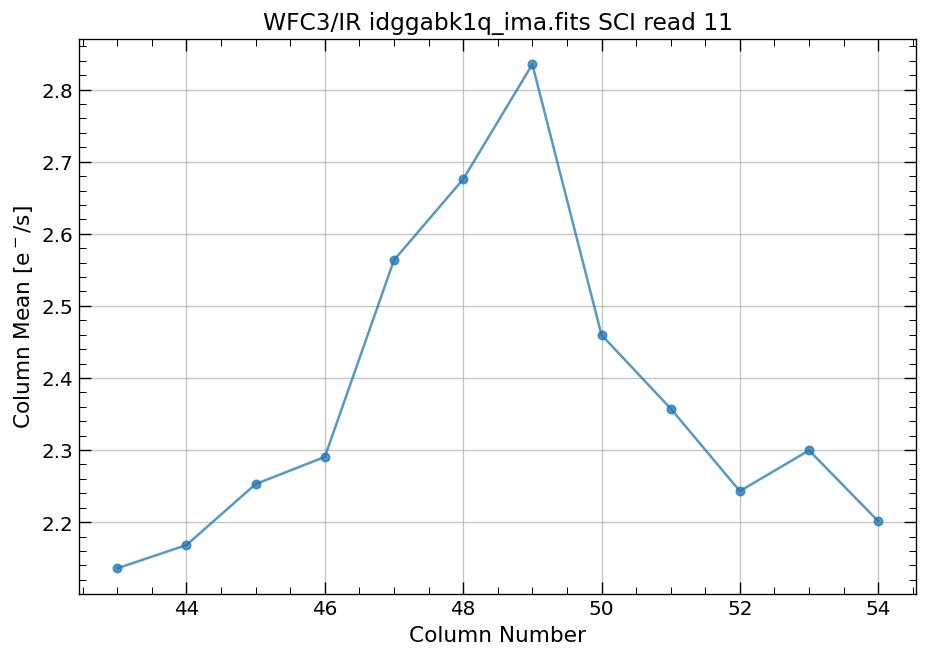 WFC3/IR idggabk1q_ima.fits SCI read 11
Column Mean [e⁻/s]
2.8
2.7
2.6
2.5
2.4
2.3
2.2
44 46 48 50 52 54
Column Number